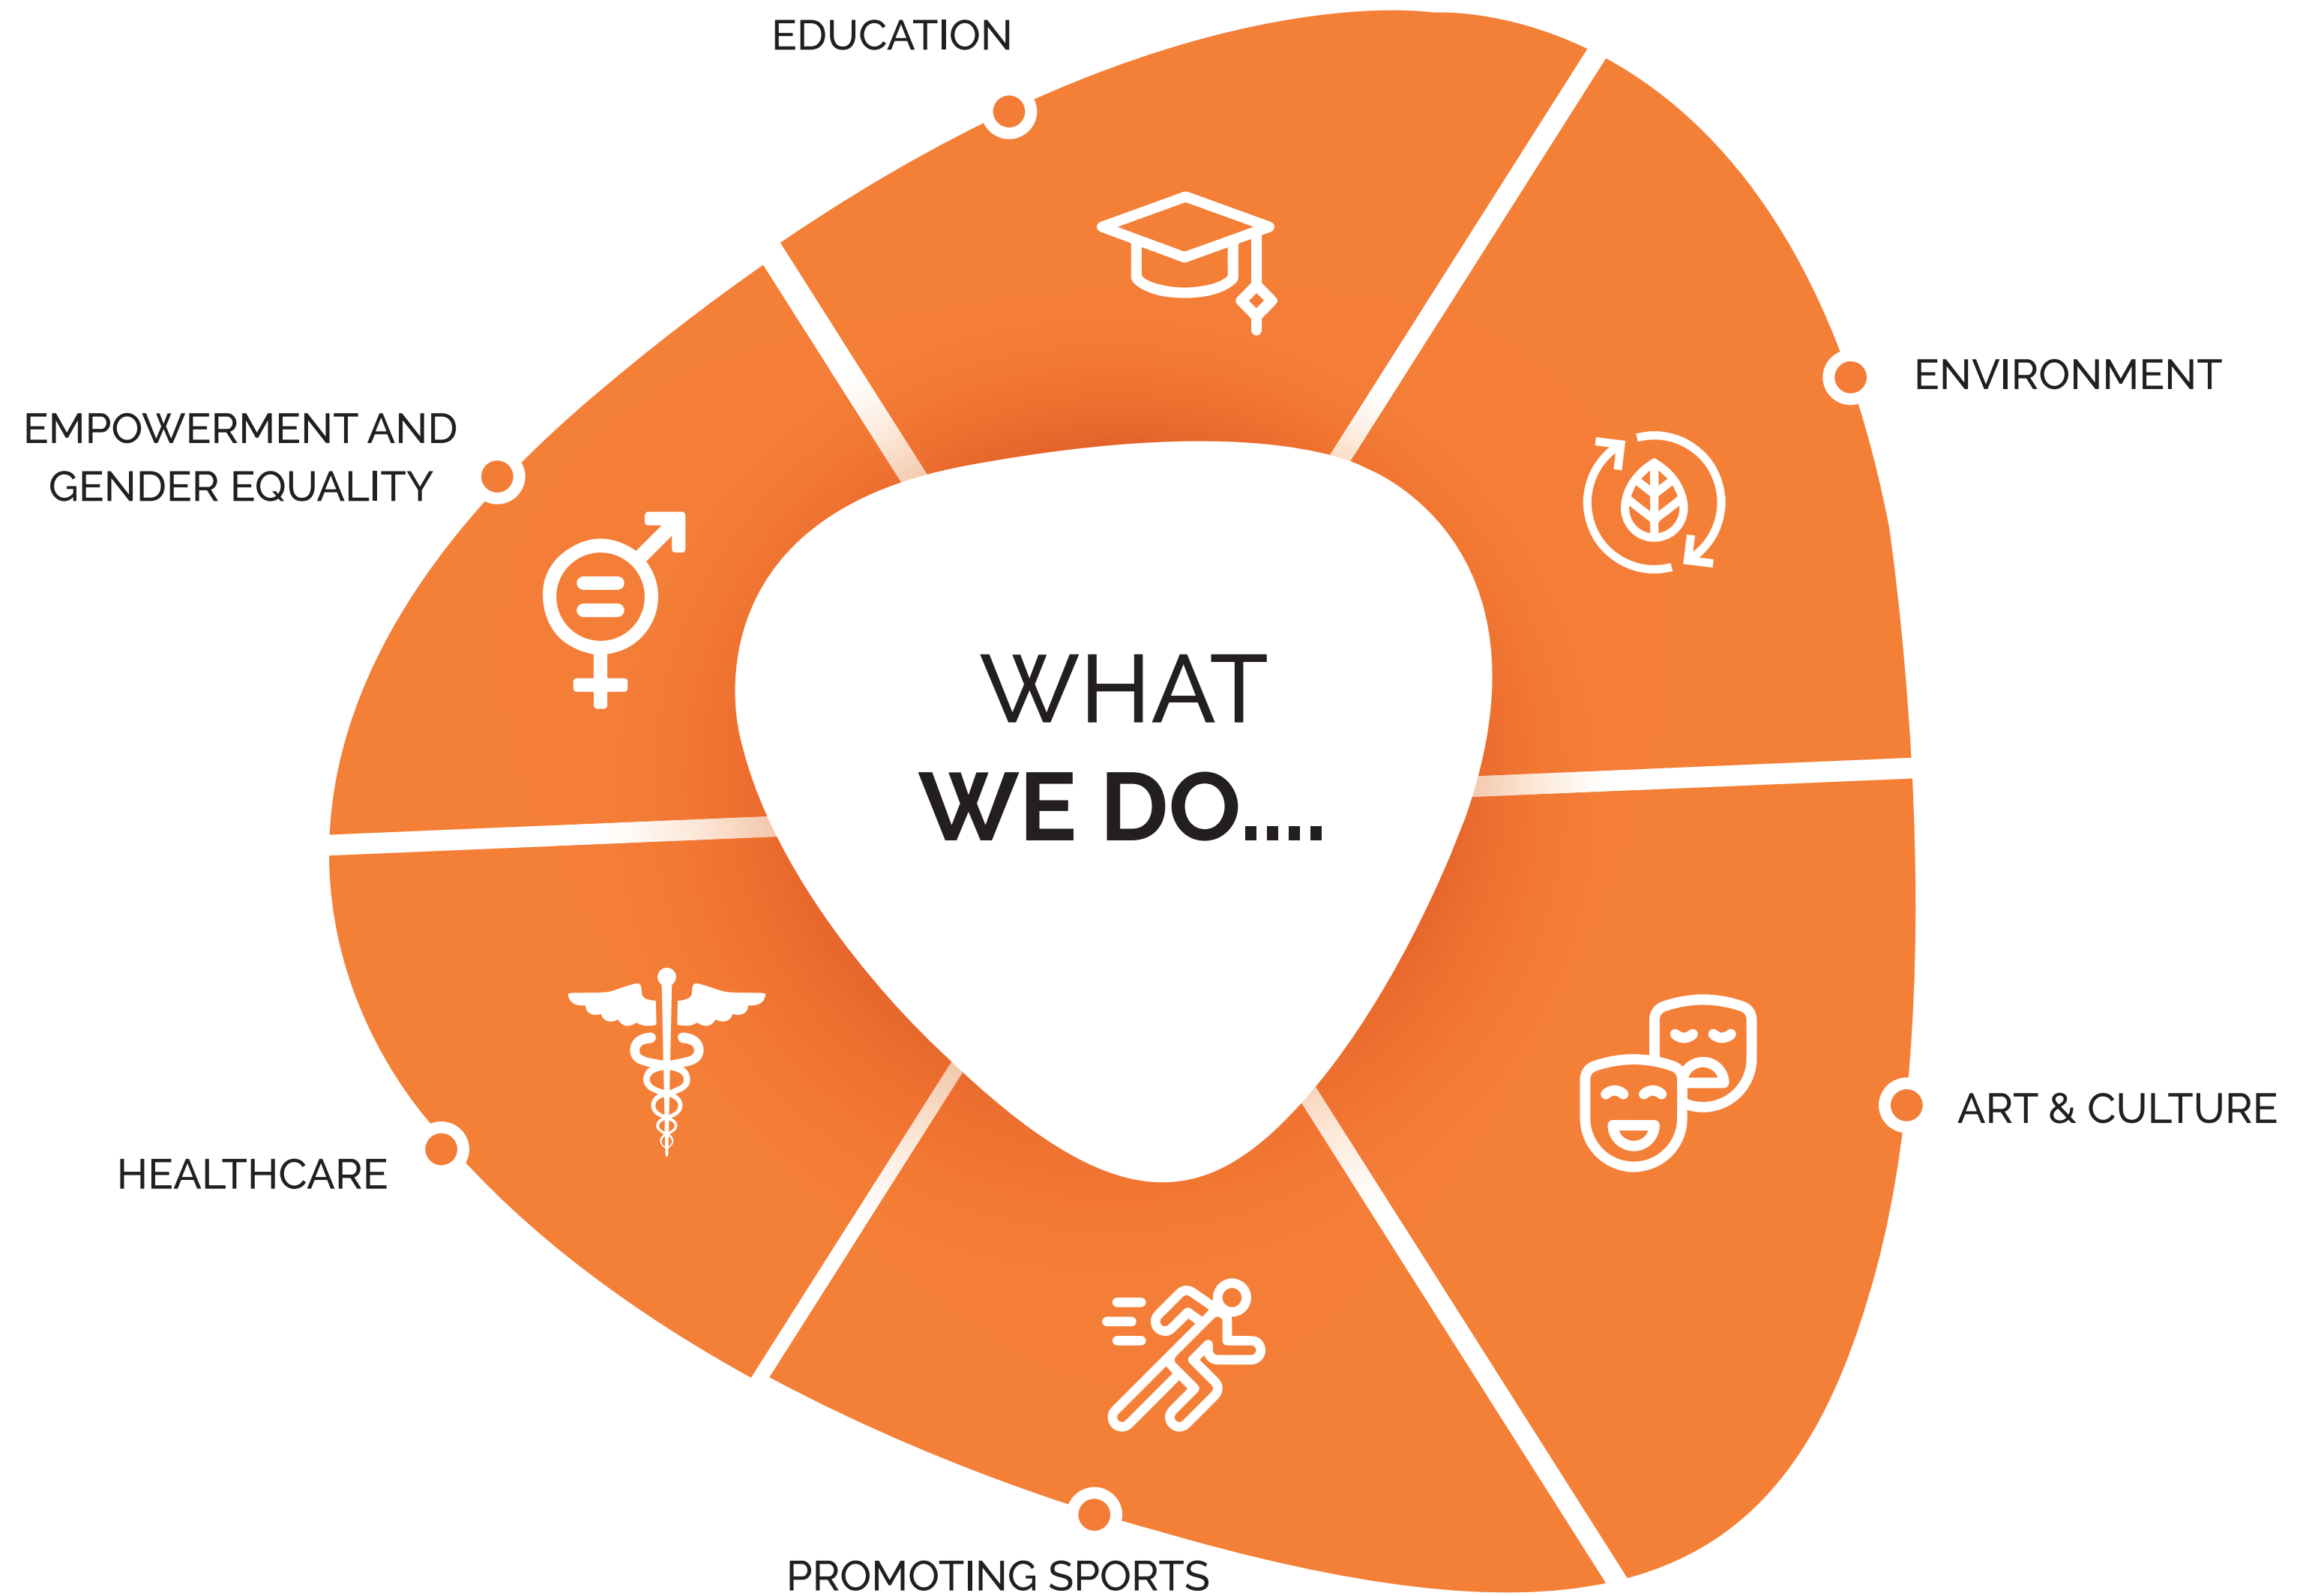 EDUCATION
ENVIRONMENT
EMPOWERMENT AND
GENDER EQUALITY
WHAT
WE DO....
ART & CULTURE
HEALTHCARE
PROMOTING SPORTS